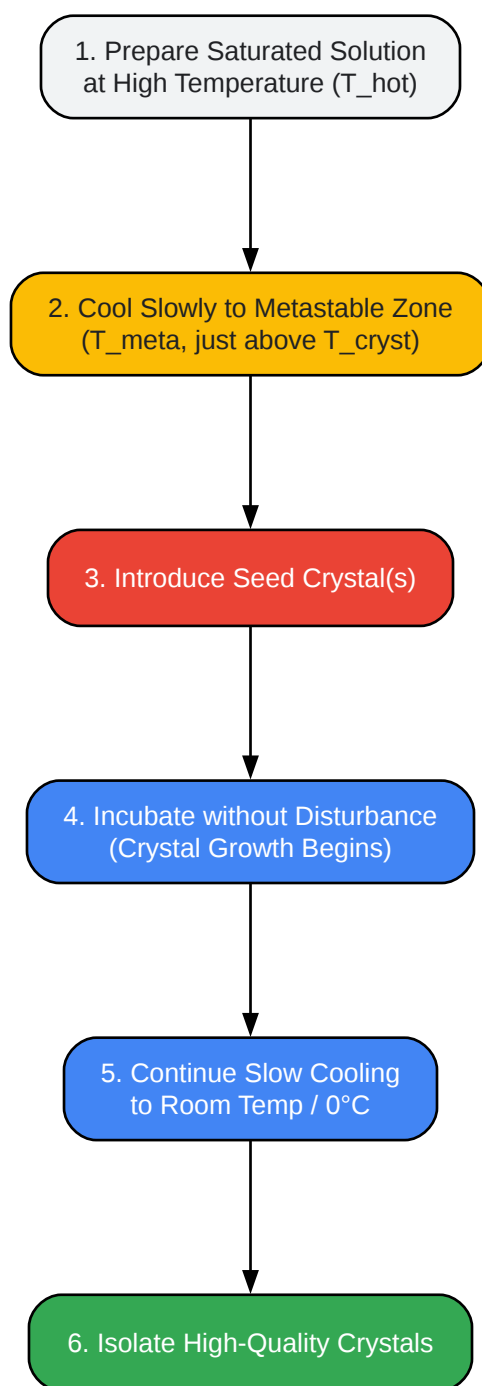 1. Prepare Saturated Solution
at High Temperature (T_hot)
2. Cool Slowly to Metastable Zone
(T_meta, just above T_cryst)
3. Introduce Seed Crystal(s)
4. Incubate without Disturbance
(Crystal Growth Begins)
5. Continue Slow Cooling
to Room Temp / 0°C
6. Isolate High-Quality Crystals